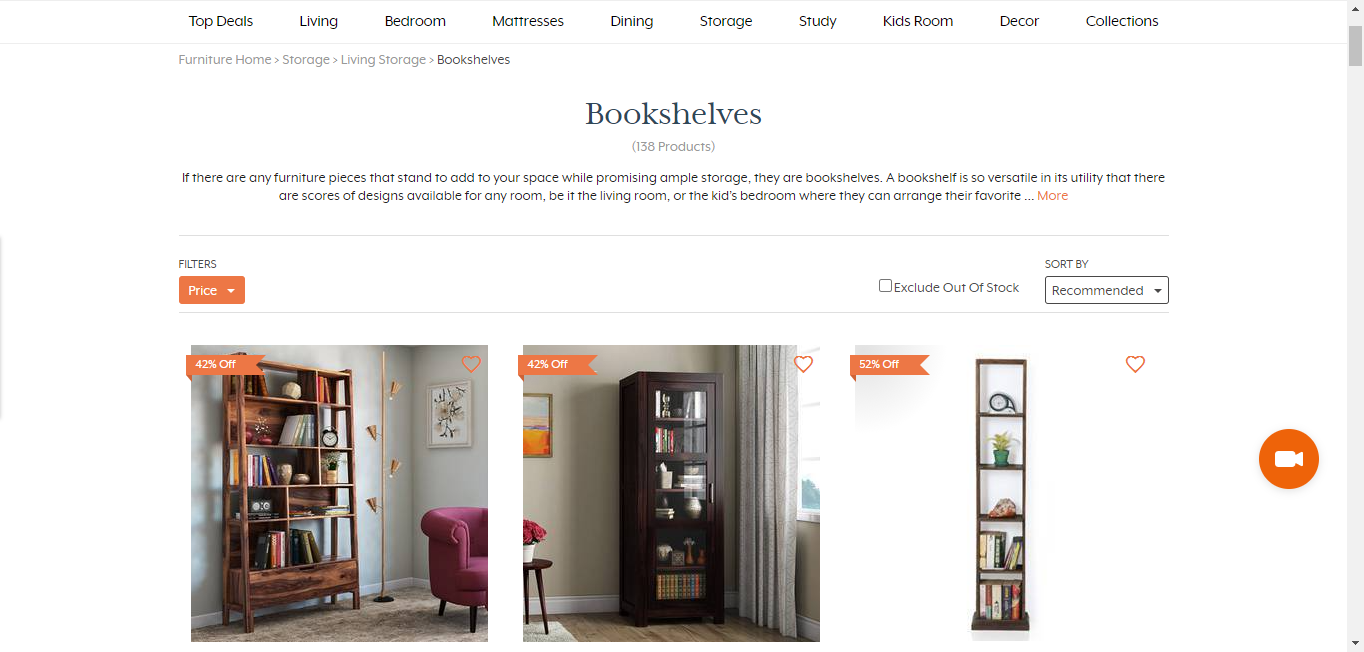 Top Deals Living Bedroom Mattresses Dining Storage Study Kids Room Decor Collections
Furniture Home > Storage > Living Storage > Bookshelves
Bookshelves
(138 Products)
If there are any furniture pieces that stand to add to your space while promising ample storage, they are bookshelves. A bookshelf is so versatile in its utility that there
are scores of designs available for any room, be it the living room, or the kid's bedroom where they can arrange their favorite ... More
FILTERS
Price
Exclude Out Of Stock
SORT BY
Recommended
42% Off
42% Off
52% Off